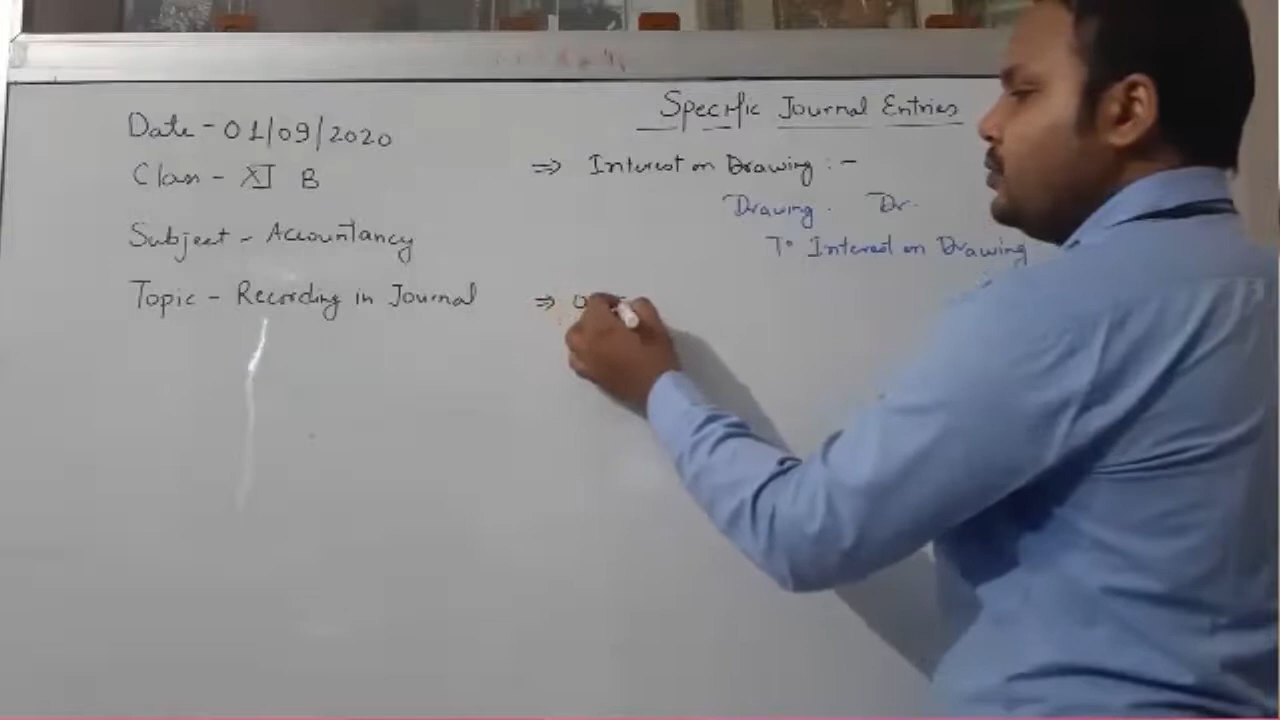 Date - 01/09/2020
Class - XI B
Subject - Accountancy
Topic - Recording in Journal
Specific Journal Entries
⇒ Interest on Drawing : -
Drawing . Dr.
To Interest on Drawing
⇒